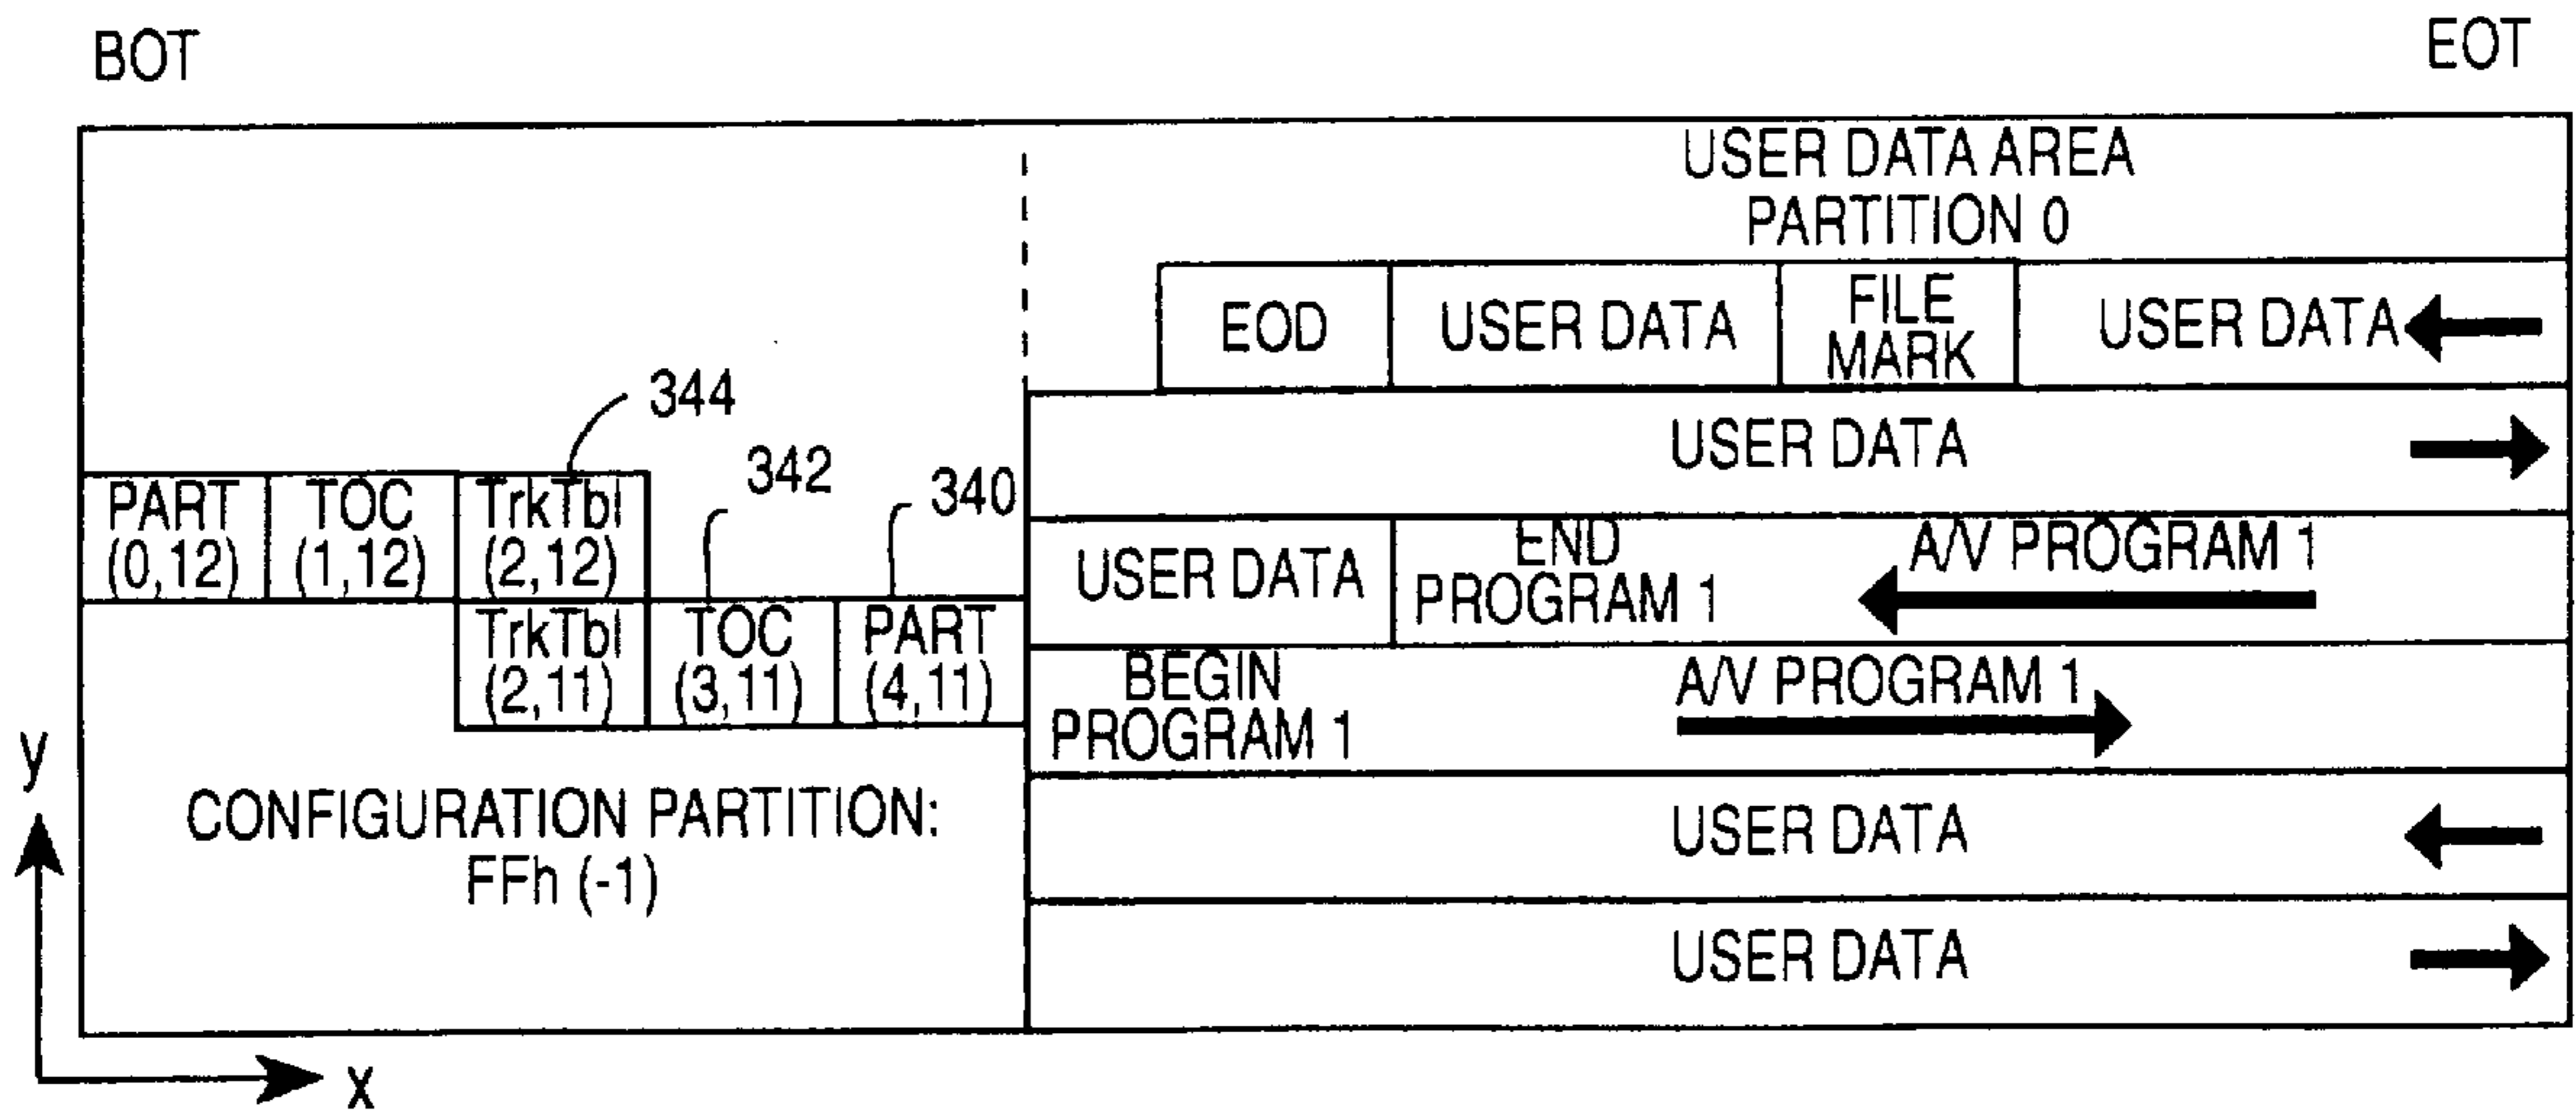 BOT
EOT
USER DATA AREA
PARTITION 0
EOD
USER DATA
FILE
MARK
USER DATA
USER DATA
344
342
340
PART
(0,12)
TOC
(1,12)
TrkTbl
(2,12)
TrkTbl
(2,11)
TOC
(3,11)
PART
(4,11)
USER DATA
END
PROGRAM 1
A/V PROGRAM 1
BEGIN
PROGRAM 1
A/V PROGRAM 1
CONFIGURATION PARTITION:
FFh (-1)
USER DATA
USER DATA
y
x